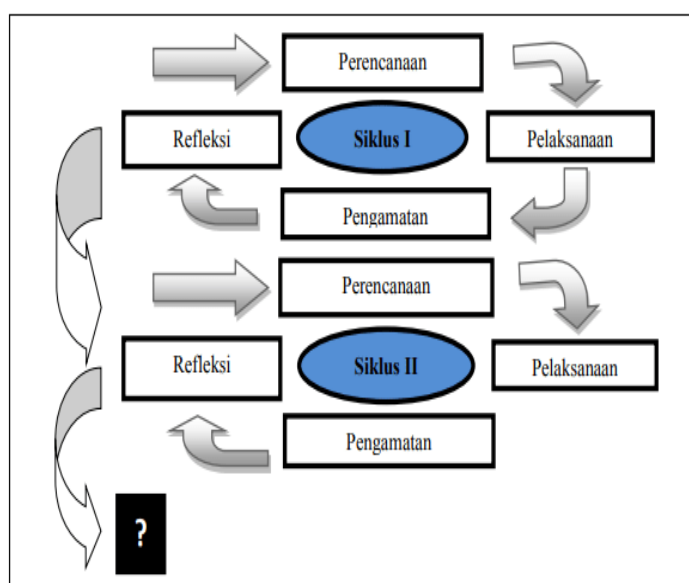 Perencanaan
Refleksi
Siklus I
Pelaksanaan
Pengamatan
Perencanaan
Refleksi
Siklus II
Pelaksanaan
Pengamatan
?